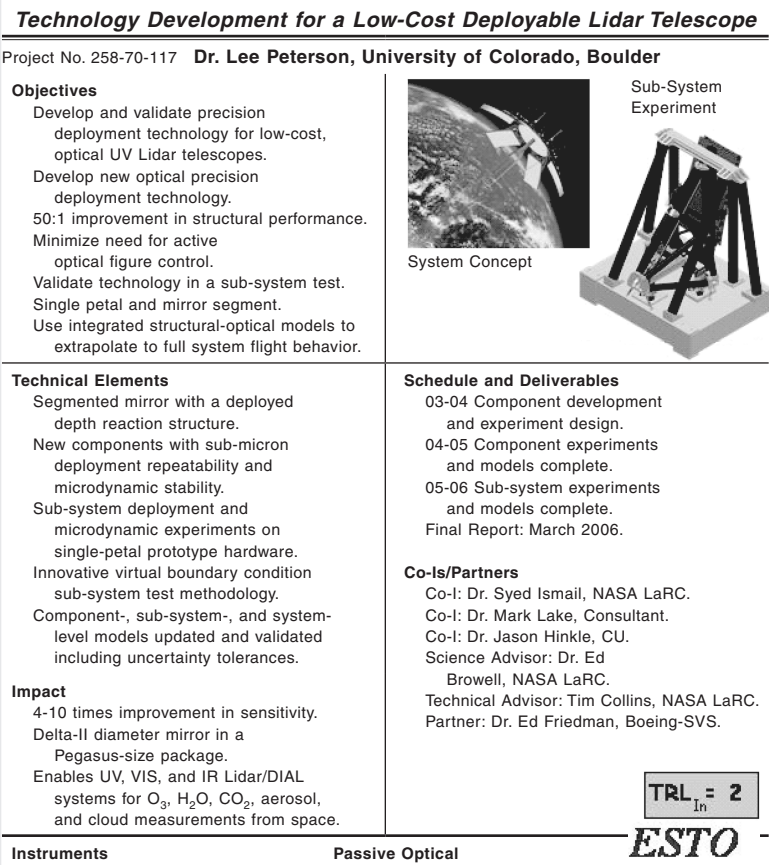 Technology Development for a Low-Cost Deployable Lidar Telescope
Project No. 258-70-117 Dr. Lee Peterson, University of Colorado, Boulder
Objectives
Develop and validate precision
deployment technology for low-cost,
optical UV Lidar telescopes.
Develop new optical precision
deployment technology.
50:1 improvement in structural performance.
Minimize need for active
optical figure control.
Validate technology in a sub-system test.
Single petal and mirror segment.
Use integrated structural-optical models to
extrapolate to full system flight behavior.
Sub-System
Experiment
System Concept
Technical Elements
Segmented mirror with a deployed
depth reaction structure.
New components with sub-micron
deployment repeatability and
microdynamic stability.
Sub-system deployment and
microdynamic experiments on
single-petal prototype hardware.
Innovative virtual boundary condition
sub-system test methodology.
Component-, sub-system-, and system-
level models updated and validated
including uncertainty tolerances.
Impact
4-10 times improvement in sensitivity.
Delta-II diameter mirror in a
Pegasus-size package.
Enables UV, VIS, and IR Lidar/DIAL
systems for O3, H2O, CO2, aerosol,
and cloud measurements from space.
Schedule and Deliverables
03-04 Component development
and experiment design.
04-05 Component experiments
and models complete.
05-06 Sub-system experiments
and models complete.
Final Report: March 2006.
Co-Is/Partners
Co-I: Dr. Syed Ismail, NASA LaRC.
Co-I: Dr. Mark Lake, Consultant.
Co-I: Dr. Jason Hinkle, CU.
Science Advisor: Dr. Ed
Browell, NASA LaRC.
Technical Advisor: Tim Collins, NASA LaRC.
Partner: Dr. Ed Friedman, Boeing-SVS.
TRLIn = 2
ESTO
Instruments Passive Optical